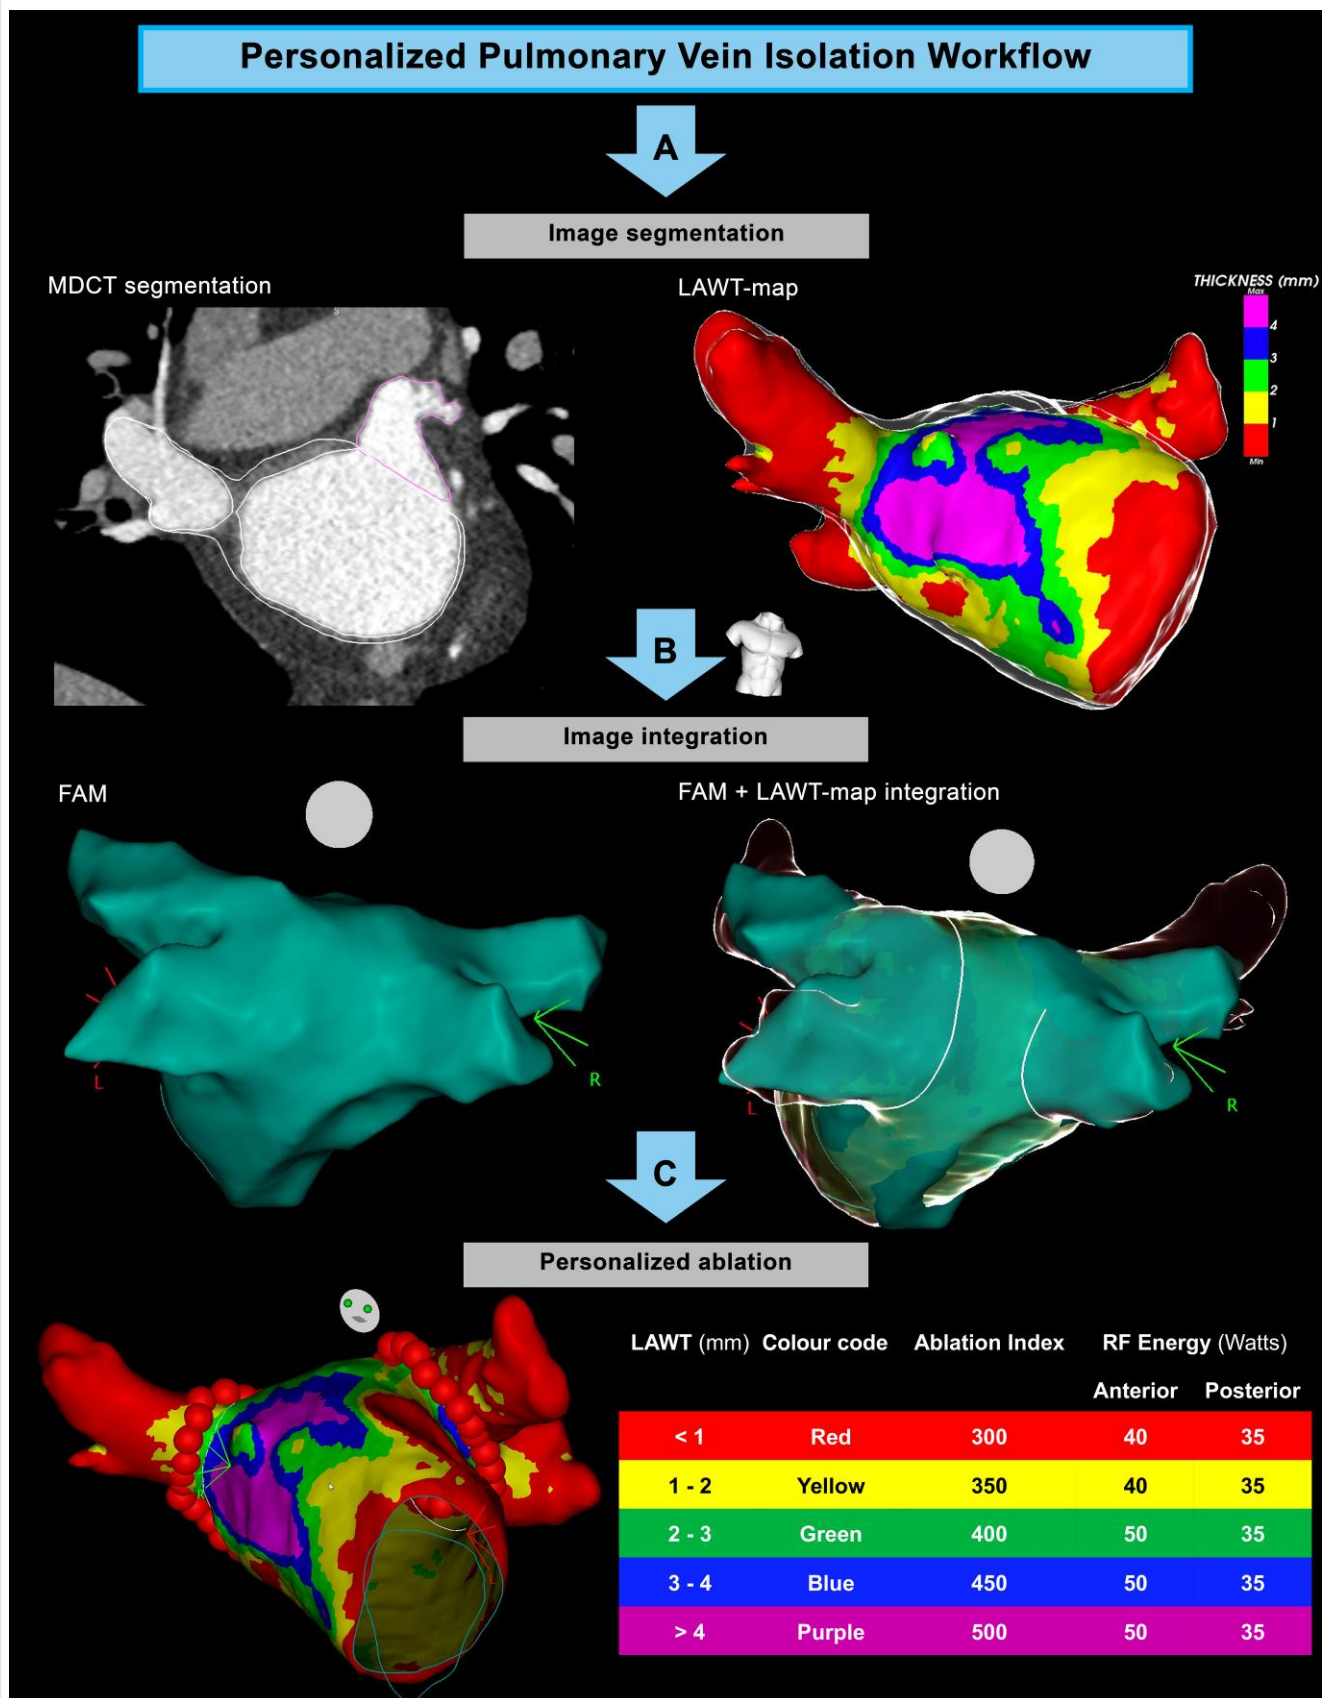 Personalized Pulmonary Vein Isolation Workflow
A
Image segmentation
MDCT segmentation
LAWT-map
THICKNESS (mm)
Max
4
3
2
1
Min
S
B
Image integration
FAM
FAM + LAWT-map integration
L
R
L
R
C
Personalized ablation
LAWT (mm) Colour code Ablation Index RF Energy (Watts)
Anterior Posterior
< 1 Red 300 40 35
1 - 2 Yellow 350 40 35
2 - 3 Green 400 50 35
3 - 4 Blue 450 50 35
> 4 Purple 500 50 35
R
L